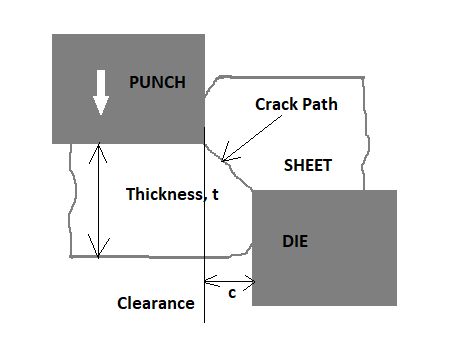 PUNCH
Crack Path
SHEET
Thickness, t
DIE
Clearance
c